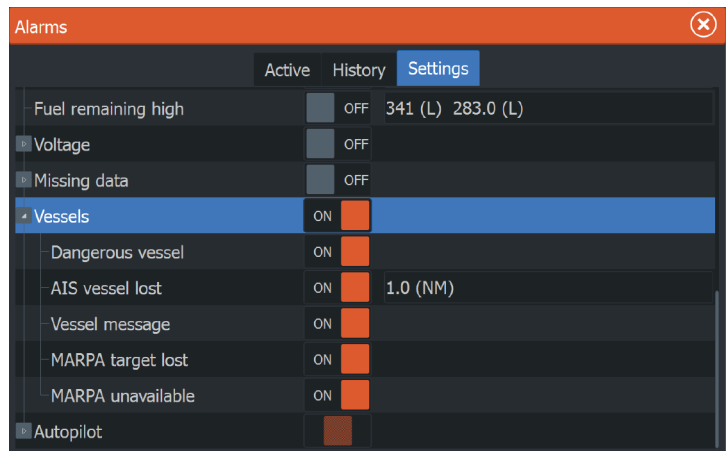 Alarms
Active History Settings
Fuel remaining high OFF 341 (L) 283.0 (L)
Voltage OFF
Missing data OFF
Vessels ON
Dangerous vessel ON
AIS vessel lost ON 1.0 (NM)
Vessel message ON
MARPA target lost ON
MARPA unavailable ON
Autopilot